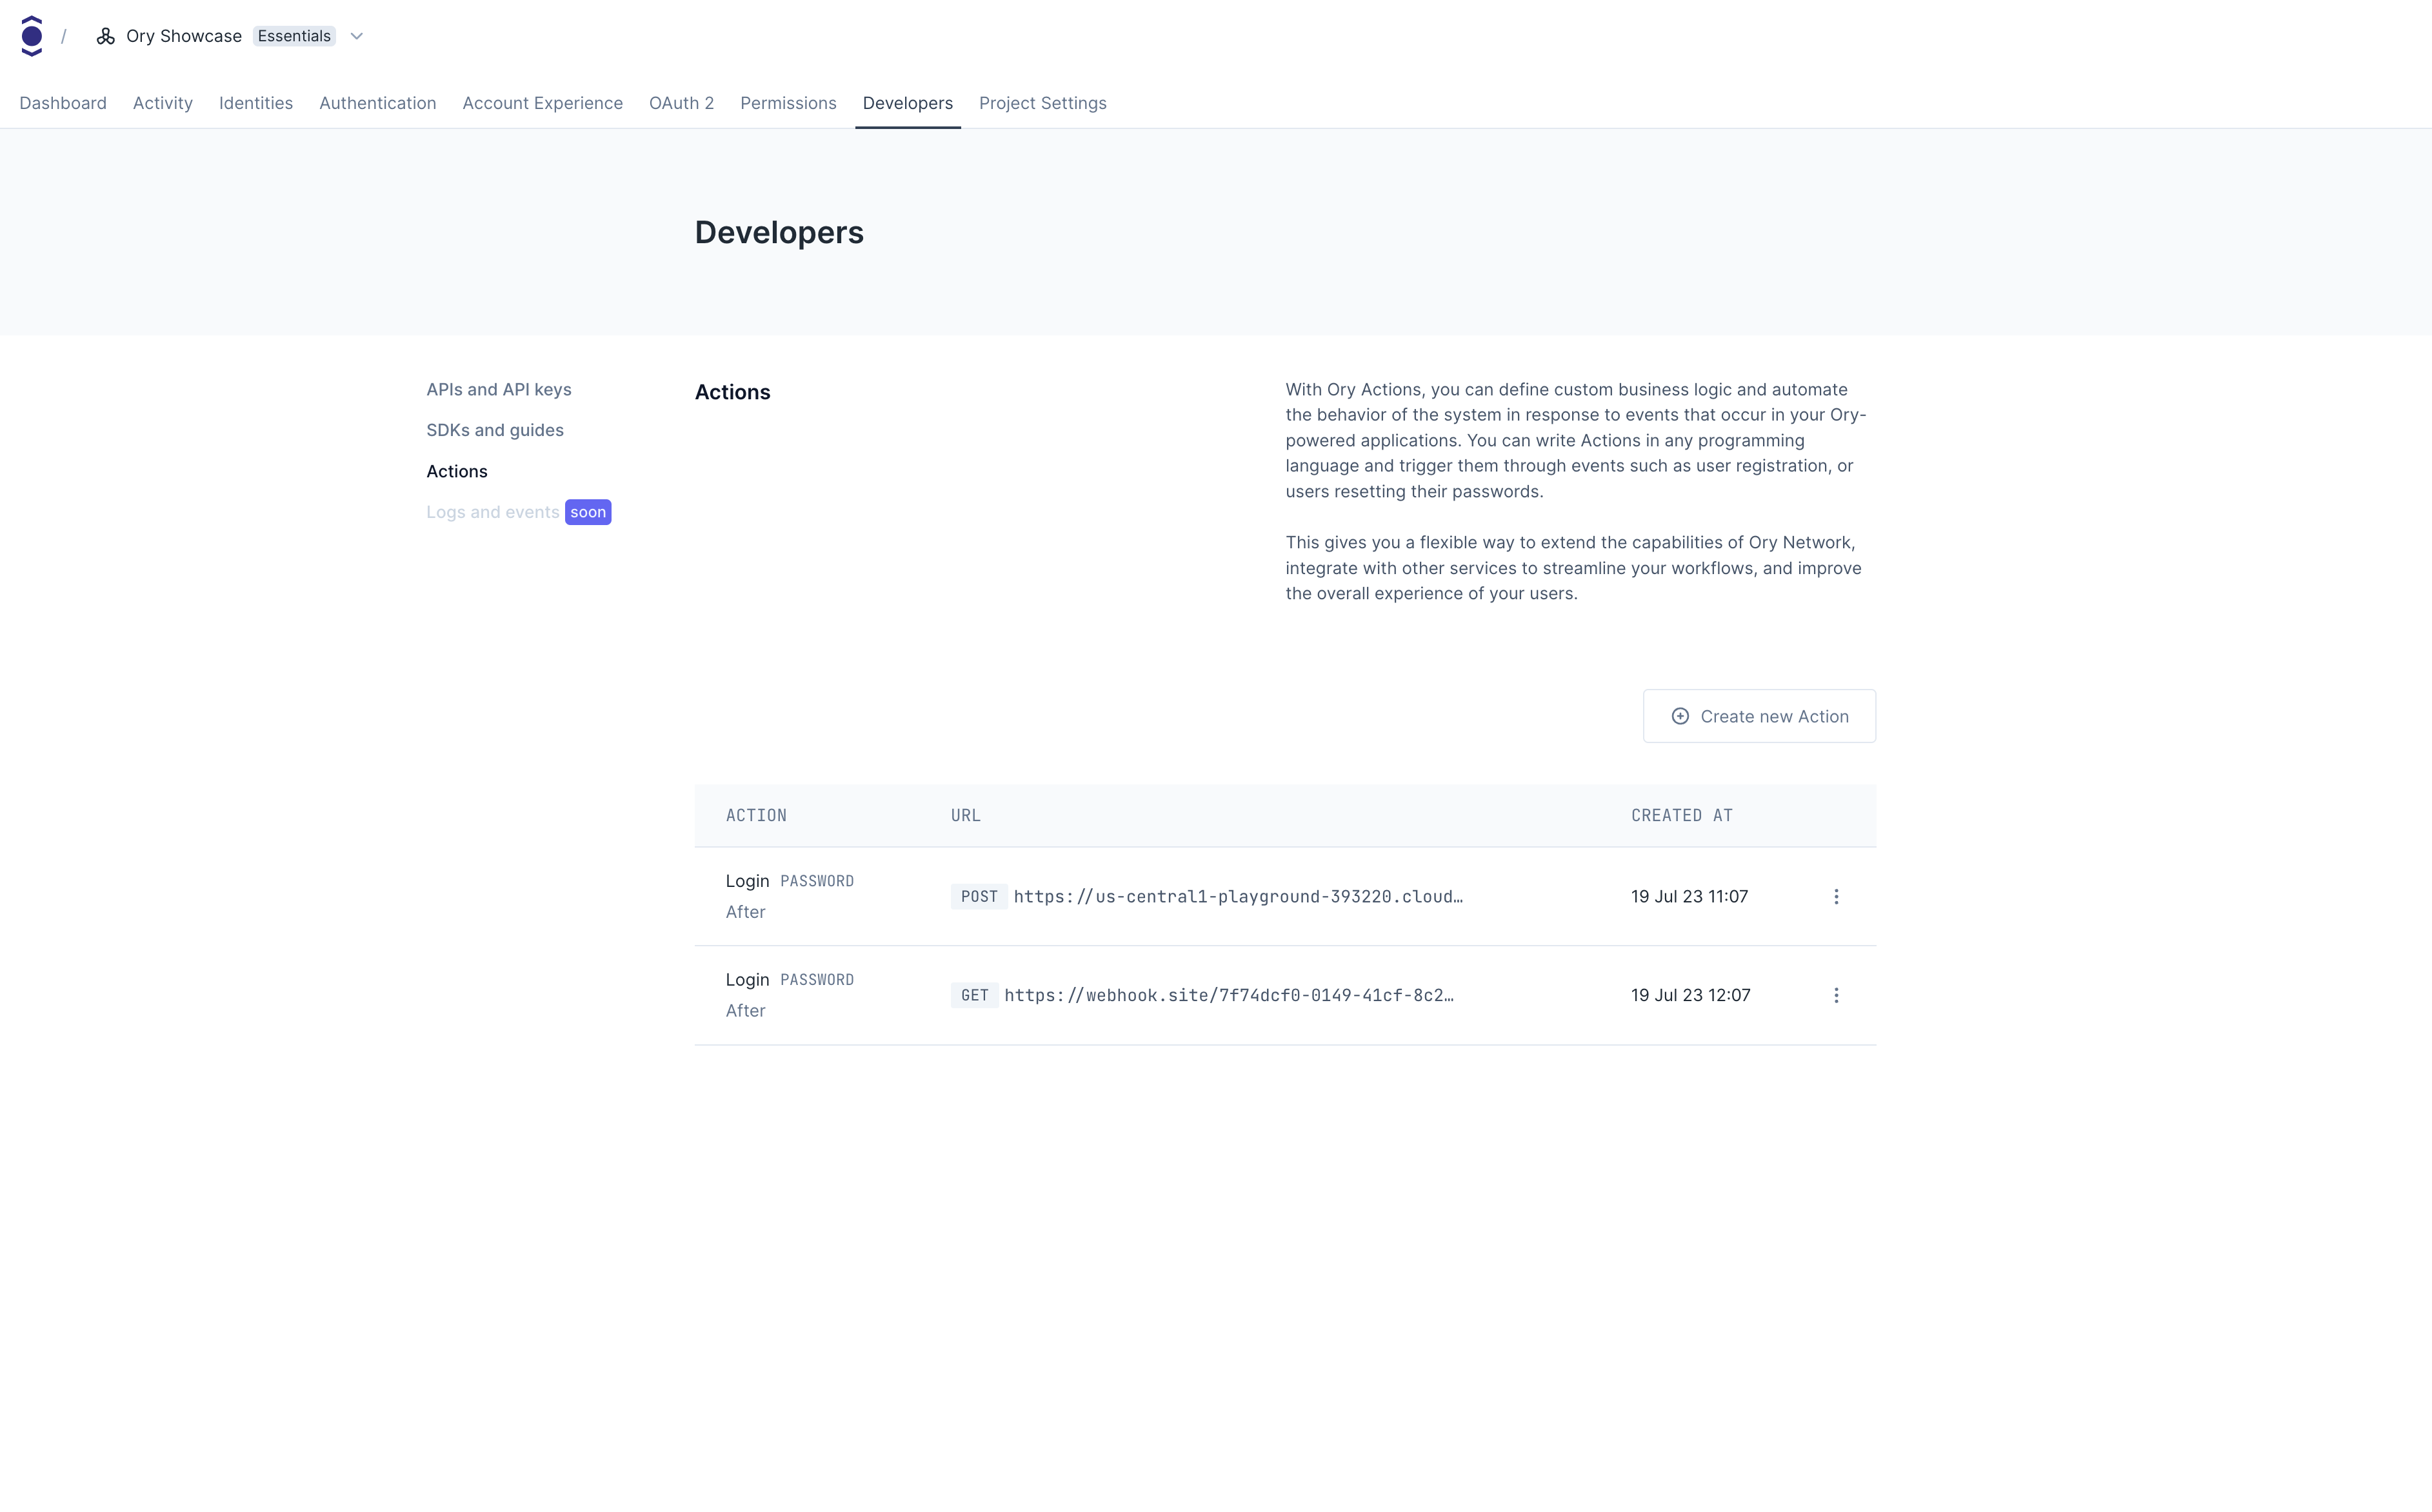 / Ory Showcase Essentials
Dashboard Activity Identities Authentication Account Experience OAuth 2 Permissions Developers Project Settings
Developers
APIs and API keys
SDKs and guides
Actions
Logs and events soon
Actions
With Ory Actions, you can define custom business logic and automate
the behavior of the system in response to events that occur in your Ory-
powered applications. You can write Actions in any programming
language and trigger them through events such as user registration, or
users resetting their passwords.
This gives you a flexible way to extend the capabilities of Ory Network,
integrate with other services to streamline your workflows, and improve
the overall experience of your users.
Create new Action
ACTION URL CREATED AT
Login PASSWORD
After
POST https://us-central1-playground-393220.cloud…
19 Jul 23 11:07
Login PASSWORD
After
GET https://webhook.site/7f74dcf0-0149-41cf-8c2…
19 Jul 23 12:07